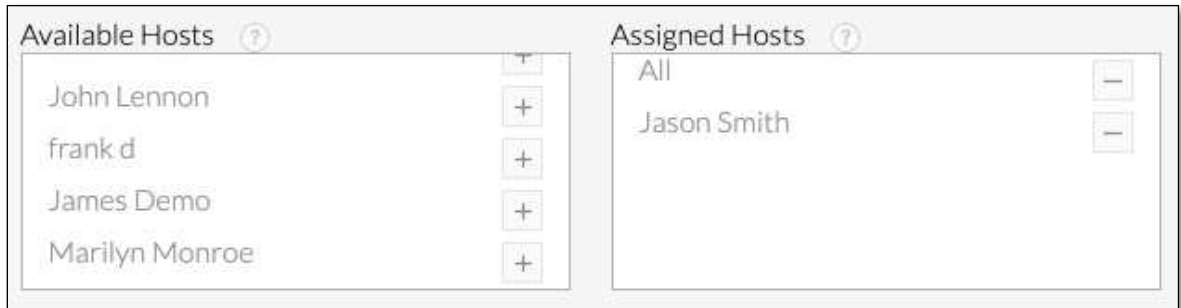 Available Hosts ?
John Lennon +
frank d +
James Demo +
Marilyn Monroe +
Assigned Hosts ?
All −
Jason Smith −